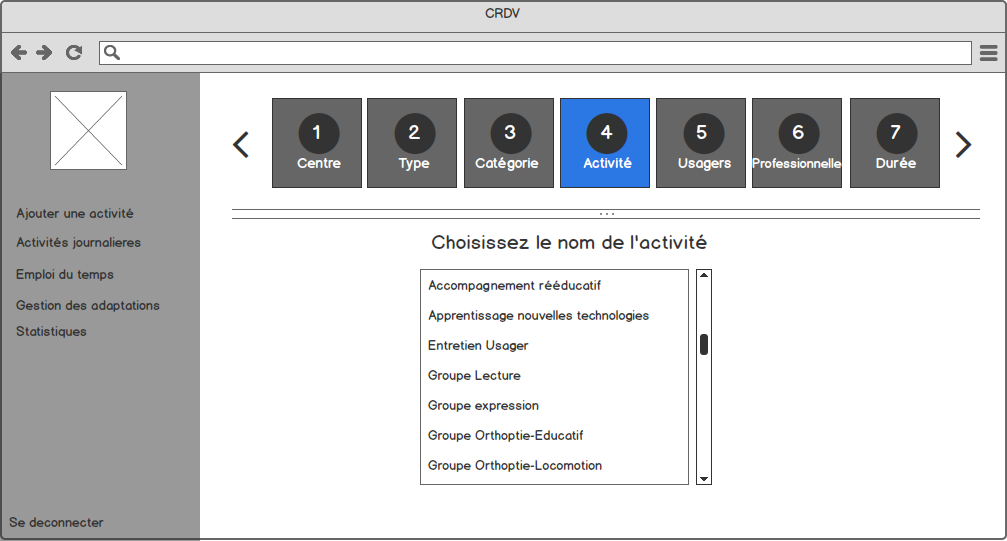 CRDV
1
2
3
4
5
6
7
Centre
Type
Catégorie
Activité
Usagers
Professionnelle
Durée
Ajouter une activité
Activités journalieres
Emploi du temps
Gestion des adaptations
Statistiques
Se deconnecter
Choisissez le nom de l'activité
Accompagnement rééducatif
Apprentissage nouvelles technologies
Entretien Usager
Groupe Lecture
Groupe expression
Groupe Orthoptie-Educatif
Groupe Orthoptie-Locomotion